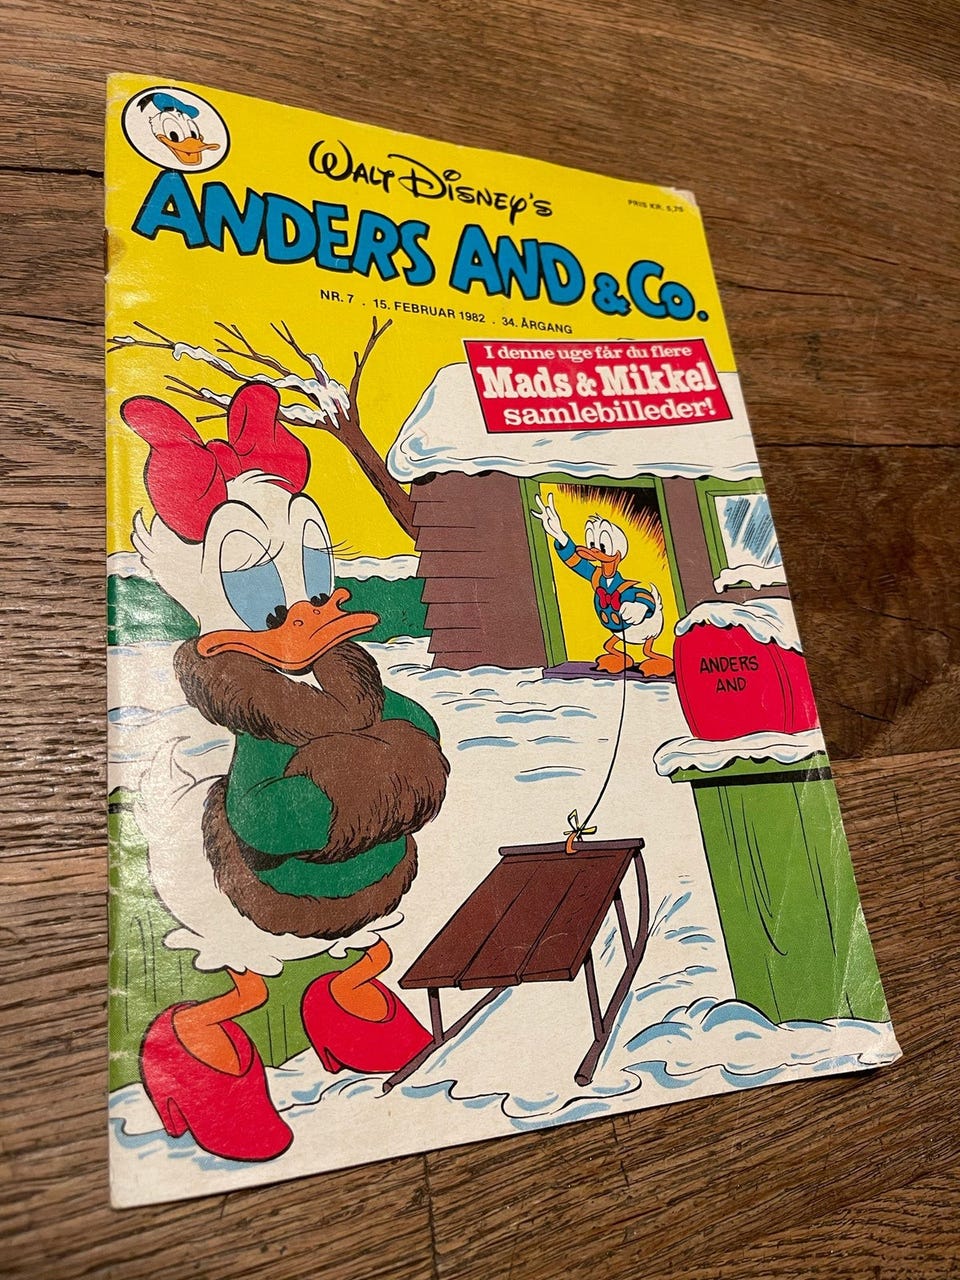 WALT DISNEY'S
PRIS KR. 5,75
ANDERS AND & Co.
NR. 7 . 15. FEBRUAR 1982 . 34. ÅRGANG
I denne uge får du flere
Mads & Mikkel
samlebilleder!
ANDERS
AND